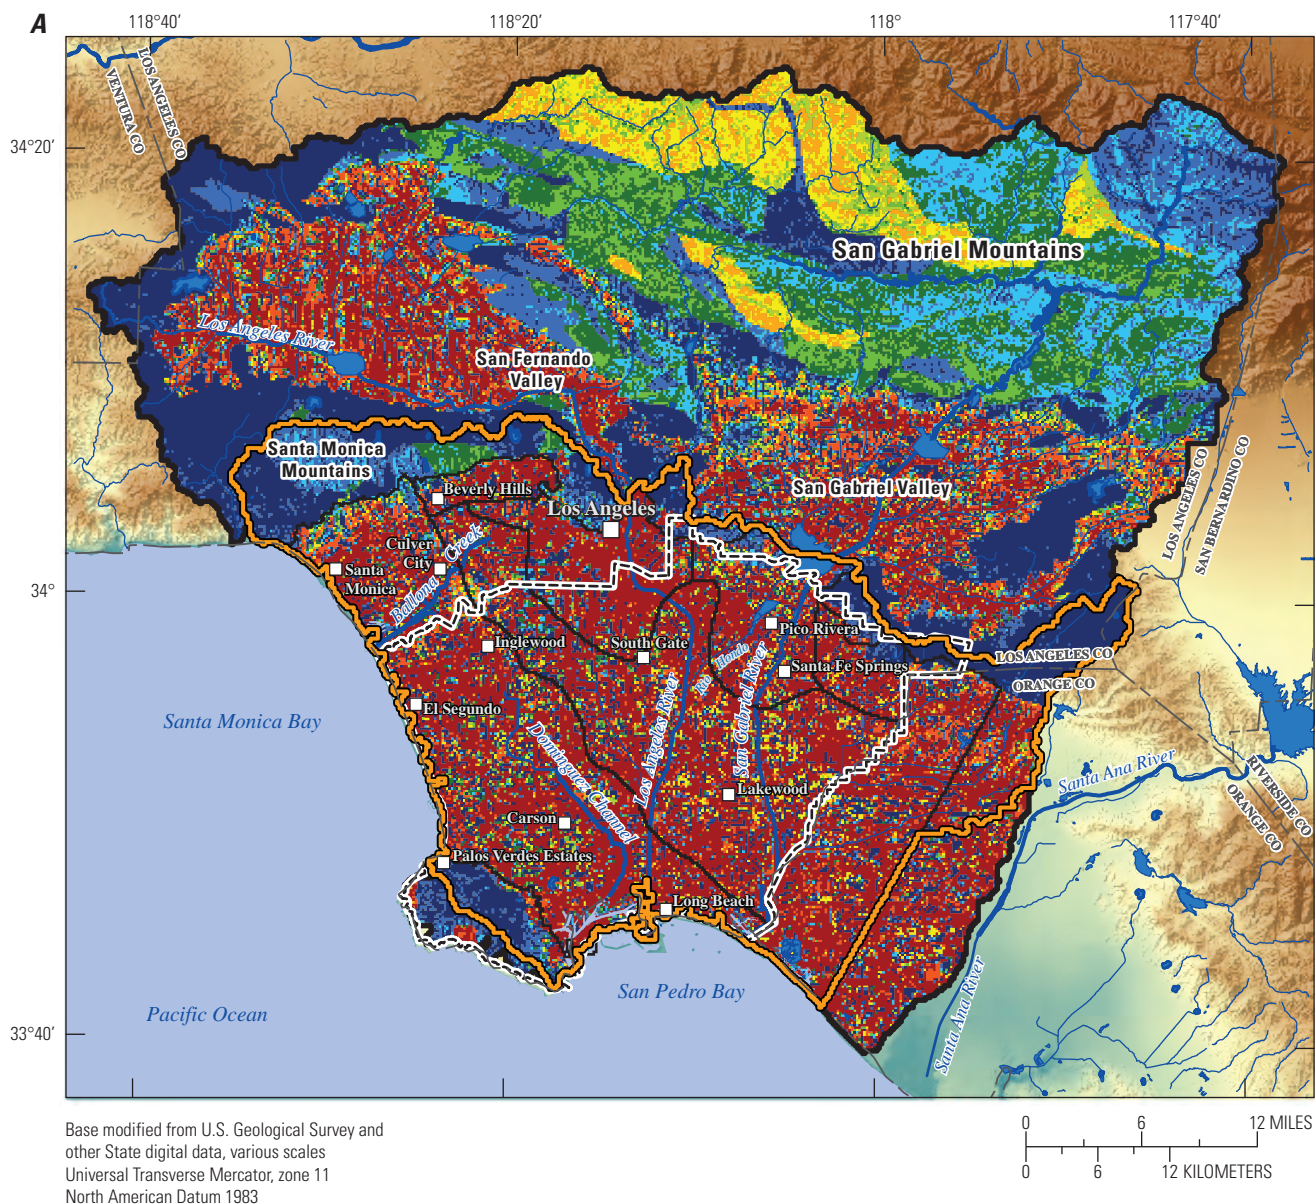 A
118°40′
118°20′
118°
117°40′
34°20′
34°
33°40′
LOS ANGELES CO
VENTURA CO
San Gabriel Mountains
Los Angeles River
San Fernando
Valley
Santa Monica
Mountains
Beverly Hills
San Gabriel Valley
Los Angeles
LOS ANGELES CO
SAN BERNARDINO CO
Culver
City
Ballona Creek
Santa
Monica
Inglewood
South Gate
Pico Rivera
Rio Hondo
Santa Fe Springs
LOS ANGELES CO
ORANGE CO
El Segundo
Santa Monica Bay
Dominguez Channel
Los Angeles River
San Gabriel River
Santa Ana River
RIVERSIDE CO
ORANGE CO
Lakewood
Carson
Palos Verdes Estates
Long Beach
San Pedro Bay
Pacific Ocean
Santa Ana River
Base modified from U.S. Geological Survey and
other State digital data, various scales
Universal Transverse Mercator, zone 11
North American Datum 1983
0 6 12 MILES
0 6 12 KILOMETERS